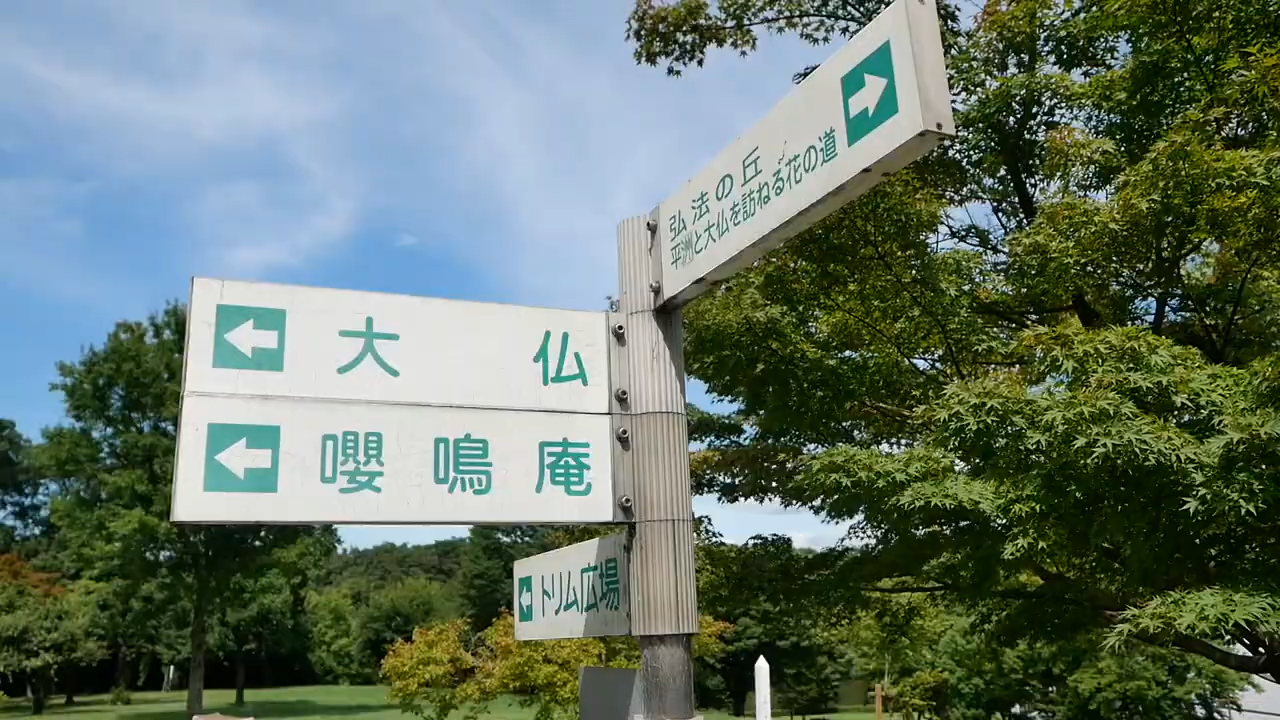 弘法の丘
平洲と大仏を訪ねる花の道
大仏
嚶鳴庵
トリム広場